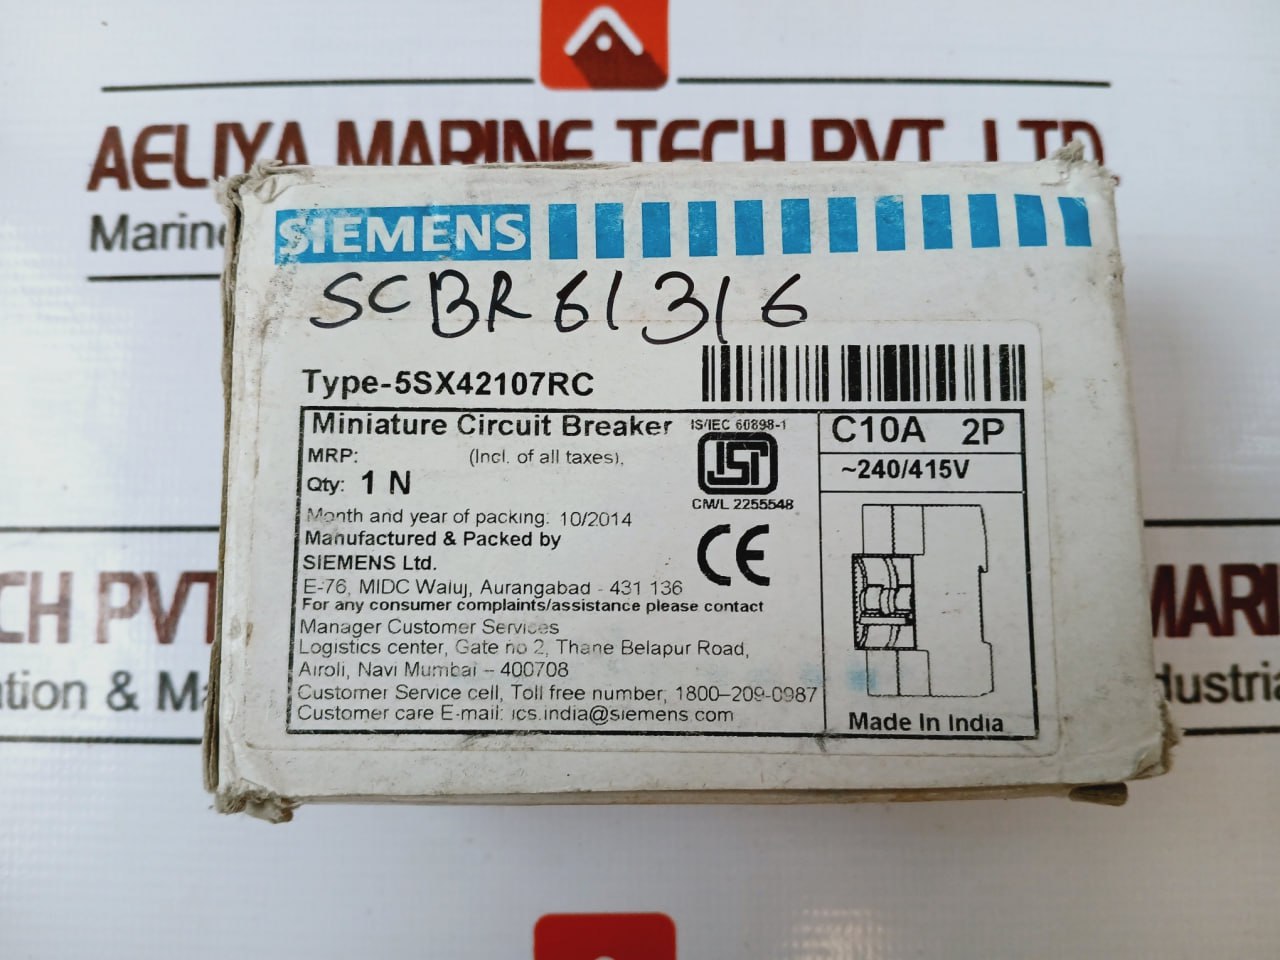 AELIYA MARINE TECH PVT. LTD
Marine
SIEMENS
SCBR61316
Type-5SX42107RC
Miniature Circuit Breaker
IS/IEC 60898-1
C10A 2P
MRP: (Incl. of all taxes).
~240/415V
Qty: 1 N
CM/L 2255548
Month and year of packing: 10/2014
Manufactured & Packed by
SIEMENS Ltd.
CE
E-76, MIDC Waluj, Aurangabad - 431 136
For any consumer complaints/assistance please contact
Manager Customer Services
Logistics center, Gate no 2, Thane Belapur Road,
Airoli, Navi Mumbai – 400708
Customer Service cell, Toll free number; 1800–209-0987
Customer care E-mail: ics.india@siemens com
Made In India
CH PVT
MARI
ation & Ma
dustria